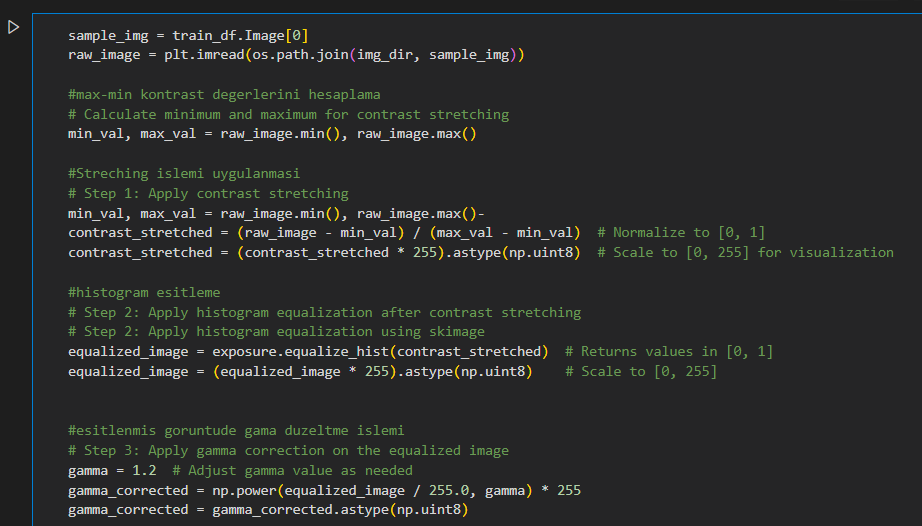 sample_img = train_df.Image[0]
raw_image = plt.imread(os.path.join(img_dir, sample_img))
#max-min kontrast degerlerini hesaplama
# Calculate minimum and maximum for contrast stretching
min_val, max_val = raw_image.min(), raw_image.max()
#Streching islemi uygulanmasi
# Step 1: Apply contrast stretching
min_val, max_val = raw_image.min(), raw_image.max()-
contrast_stretched = (raw_image - min_val) / (max_val - min_val)  # Normalize to [0, 1]
contrast_stretched = (contrast_stretched * 255).astype(np.uint8)  # Scale to [0, 255] for visualization
#histogram esitleme
# Step 2: Apply histogram equalization after contrast stretching
# Step 2: Apply histogram equalization using skimage
equalized_image = exposure.equalize_hist(contrast_stretched)  # Returns values in [0, 1]
equalized_image = (equalized_image * 255).astype(np.uint8)    # Scale to [0, 255]
#esitlenmis goruntude gama duzeltme islemi
# Step 3: Apply gamma correction on the equalized image
gamma = 1.2  # Adjust gamma value as needed
gamma_corrected = np.power(equalized_image / 255.0, gamma) * 255
gamma_corrected = gamma_corrected.astype(np.uint8)